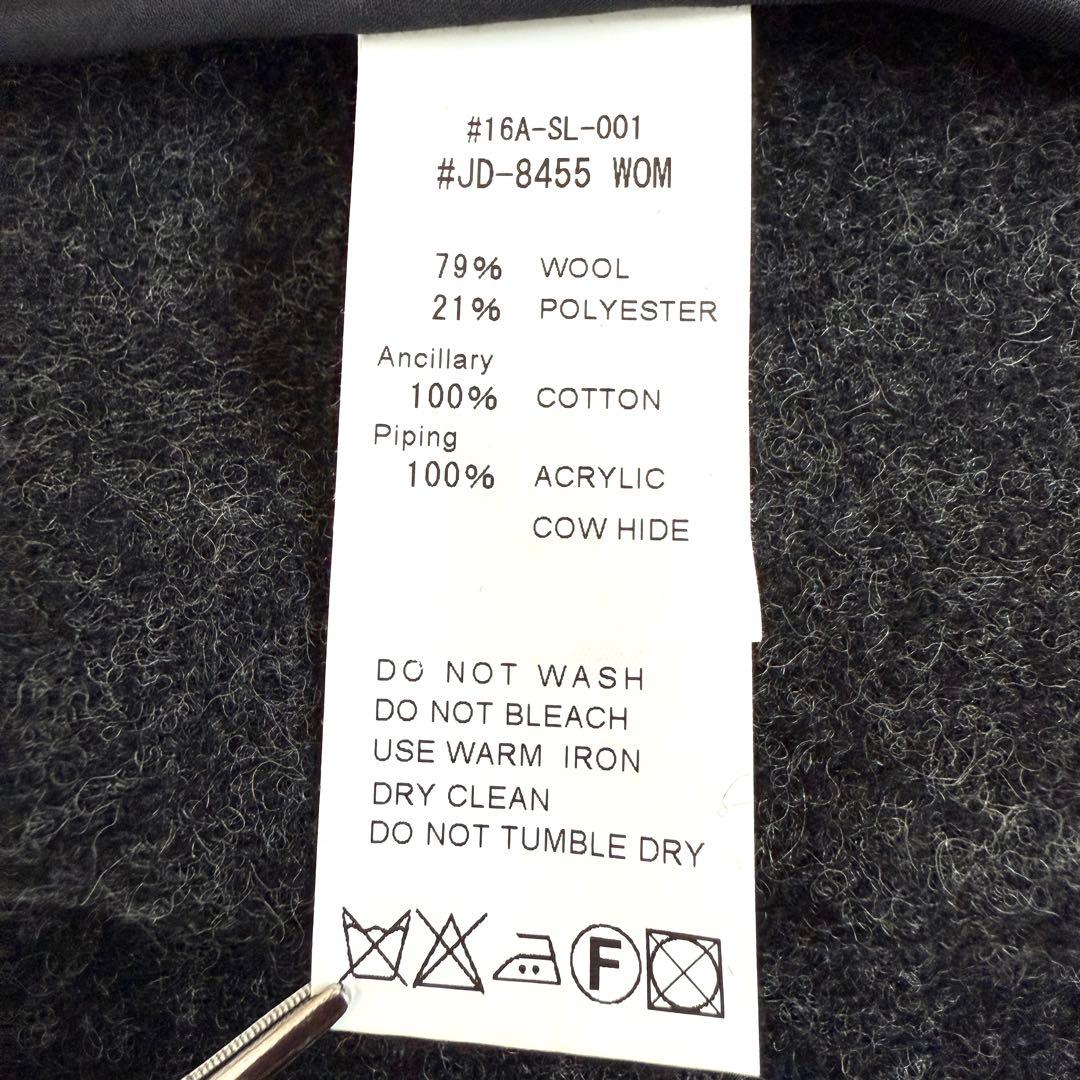 #16A-SL-001
#JD-8455 WOM
79% WOOL
21% POLYESTER
Ancillary
100% COTTON
Piping
100% ACRYLIC
COW HIDE
DO NOT WASH
DO NOT BLEACH
USE WARM IRON
DRY CLEAN
DO NOT TUMBLE DRY
F